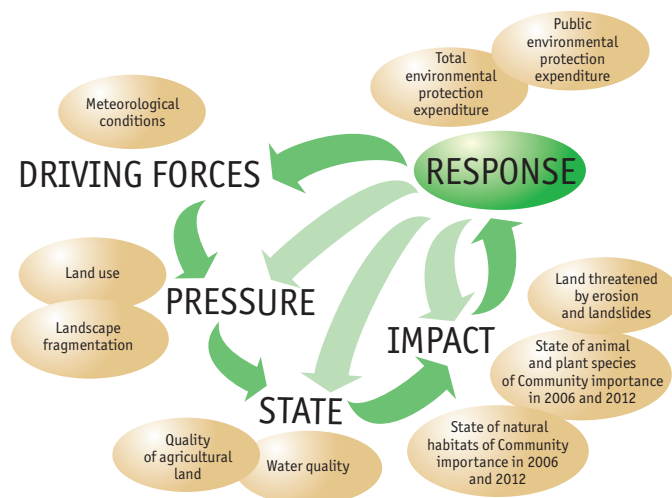 Public
environmental
protection
expenditure
Total
environmental
protection
expenditure
Meteorological
conditions
DRIVING FORCES
RESPONSE
Land use
PRESSURE
Landscape
fragmentation
IMPACT
Land threatened
by erosion
and landslides
State of animal
and plant species
of Community importance
in 2006 and 2012
STATE
State of natural
habitats of Community
importance in 2006
and 2012
Quality
of agricultural
land
Water quality